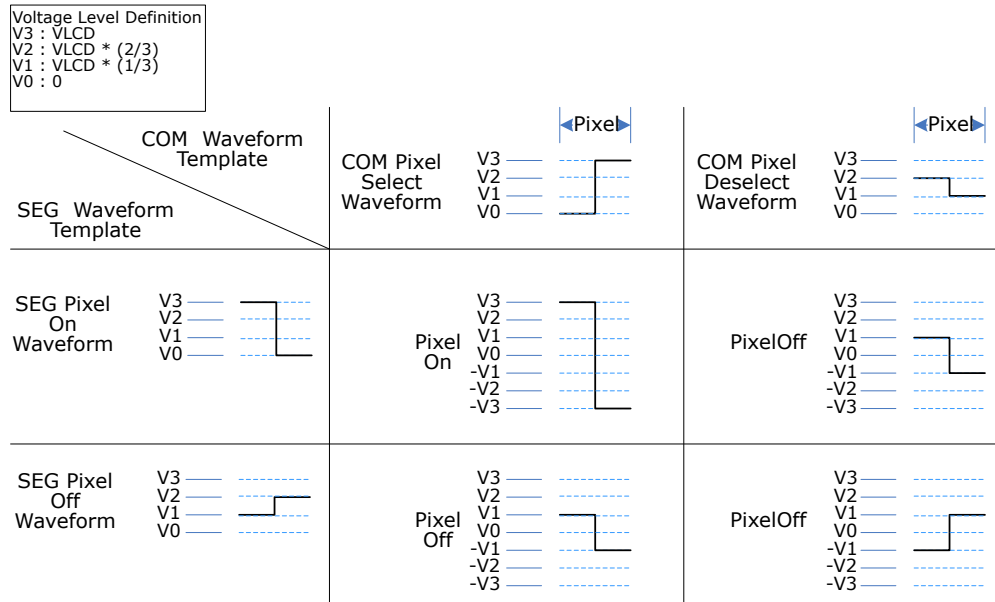 Voltage Level Definition
V3 : VLCD
V2 : VLCD * (2/3)
V1 : VLCD * (1/3)
V0 : 0
COM Waveform
Template
SEG Waveform
Template
COM Pixel
Select
Waveform
Pixel
V3
V2
V1
V0
COM Pixel
Deselect
Waveform
Pixel
V3
V2
V1
V0
SEG Pixel
On
Waveform
V3
V2
V1
V0
Pixel
On
V3
V2
V1
V0
-V1
-V2
-V3
PixelOff
V3
V2
V1
V0
-V1
-V2
-V3
SEG Pixel
Off
Waveform
V3
V2
V1
V0
Pixel
Off
V3
V2
V1
V0
-V1
-V2
-V3
PixelOff
V3
V2
V1
V0
-V1
-V2
-V3